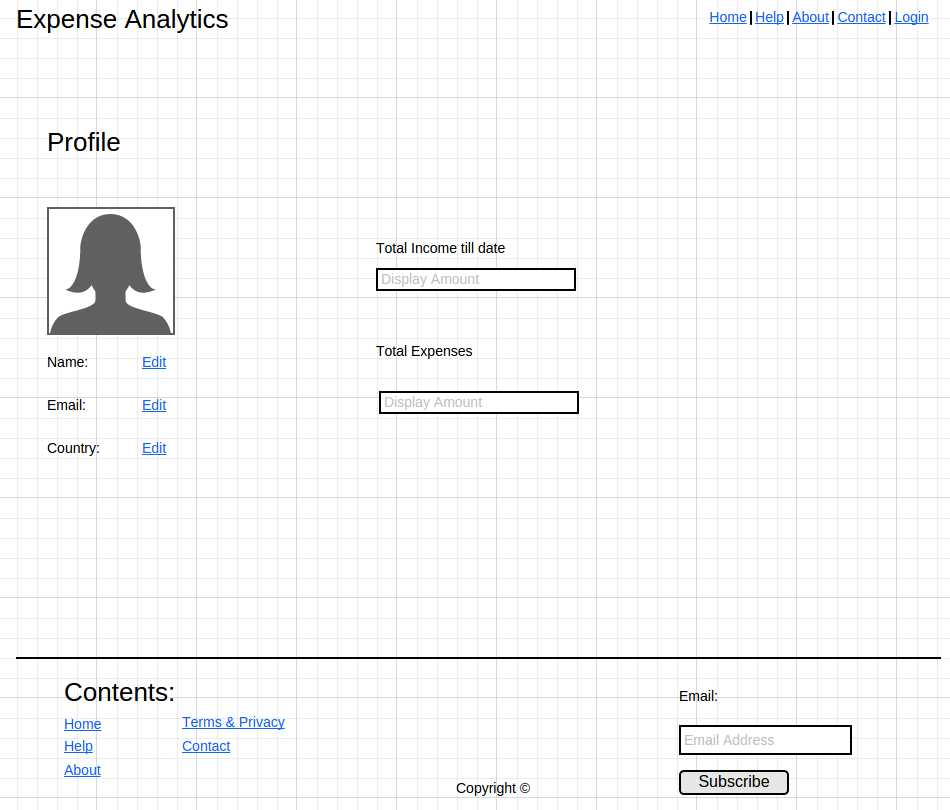 Expense Analytics
Home | Help | About | Contact | Login
Profile
Total Income till date
Display Amount
Total Expenses
Display Amount
Name: Edit
Email: Edit
Country: Edit
Contents:
Home
Help
About
Terms & Privacy
Contact
Copyright ©
Email:
Email Address
Subscribe